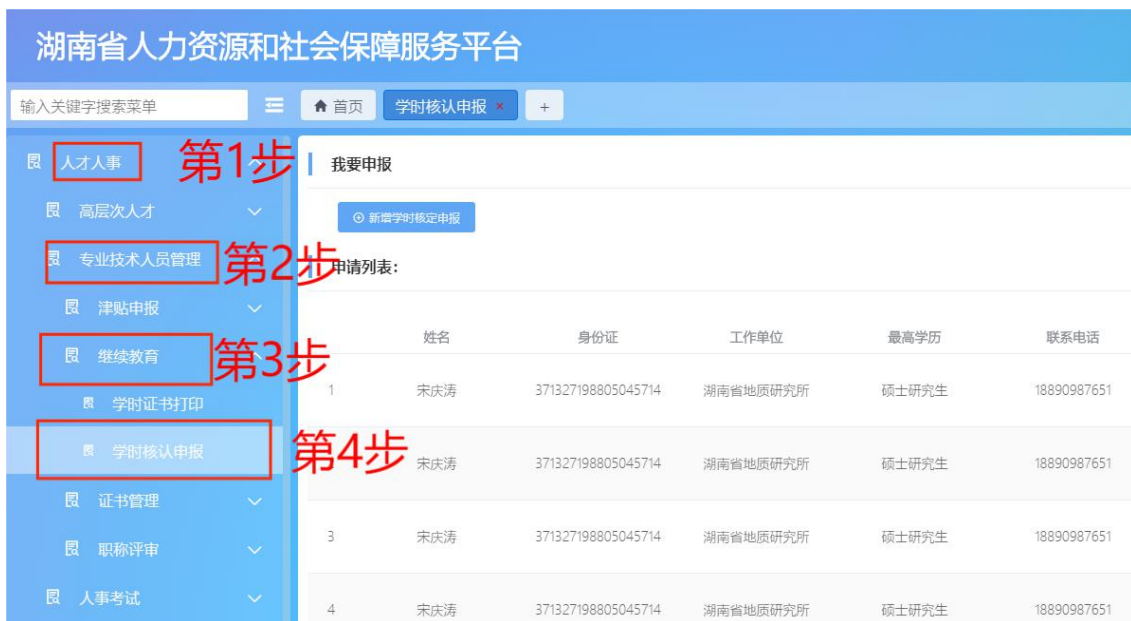 湖南省人力资源和社会保障服务平台
输入关键字搜索菜单
首页 学时核认申报 × +
人才人事 第1步
高层次人才
专业技术人员管理 第2步
津贴申报
继续教育 第3步
学时证书打印
学时核认申报 第4步
证书管理
职称评审
人事考试
我要申报
新增学时核定申报
申请列表：
姓名 身份证 工作单位 最高学历 联系电话
1 宋庆涛 371327198805045714 湖南省地质研究所 硕士研究生 18890987651
宋庆涛 371327198805045714 湖南省地质研究所 硕士研究生 18890987651
3 宋庆涛 371327198805045714 湖南省地质研究所 硕士研究生 18890987651
4 宋庆涛 371327198805045714 湖南省地质研究所 硕士研究生 18890987651